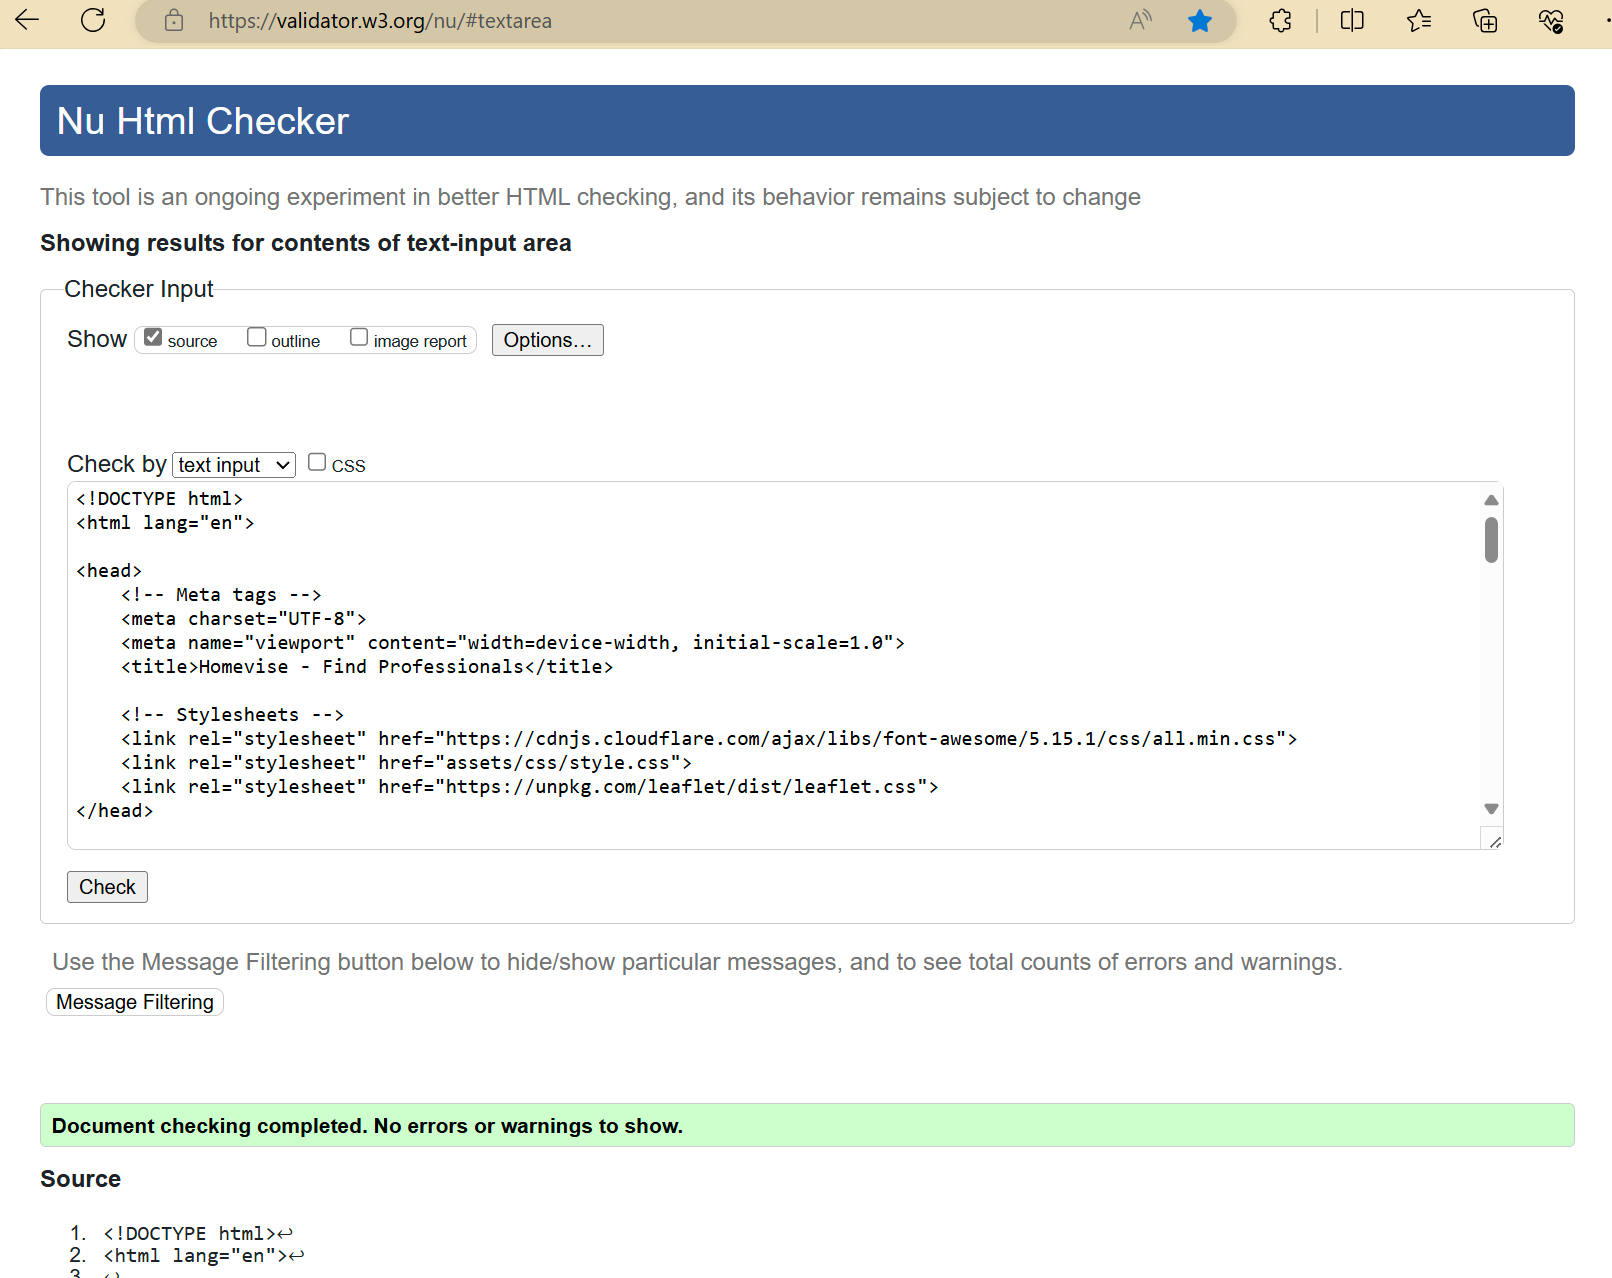 https://validator.w3.org/nu/#textarea
Nu Html Checker
This tool is an ongoing experiment in better HTML checking, and its behavior remains subject to change
Showing results for contents of text-input area
Checker Input
Show source outline image report Options...
Check by text input CSS
<!DOCTYPE html>
<html lang="en">
<head>
<!-- Meta tags -->
<meta charset="UTF-8">
<meta name="viewport" content="width=device-width, initial-scale=1.0">
<title>Homevise - Find Professionals</title>
<!-- Stylesheets -->
<link rel="stylesheet" href="https://cdnjs.cloudflare.com/ajax/libs/font-awesome/5.15.1/css/all.min.css">
<link rel="stylesheet" href="assets/css/style.css">
<link rel="stylesheet" href="https://unpkg.com/leaflet/dist/leaflet.css">
</head>
Check
Use the Message Filtering button below to hide/show particular messages, and to see total counts of errors and warnings.
Message Filtering
Document checking completed. No errors or warnings to show.
Source
1. <!DOCTYPE html>↩
2. <html lang="en">↩
3. ↩